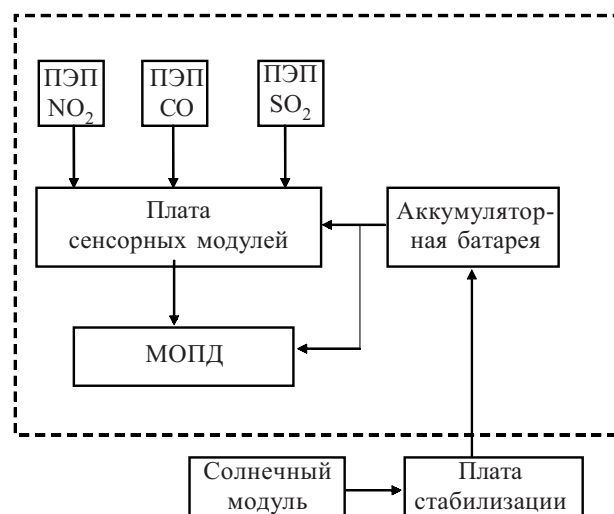 ПЭП
NO2
ПЭП
CO
ПЭП
SO2
Плата
сенсорных модулей
Аккумулятор-
ная батарея
МОПД
Солнечный
модуль
Плата
стабилизации